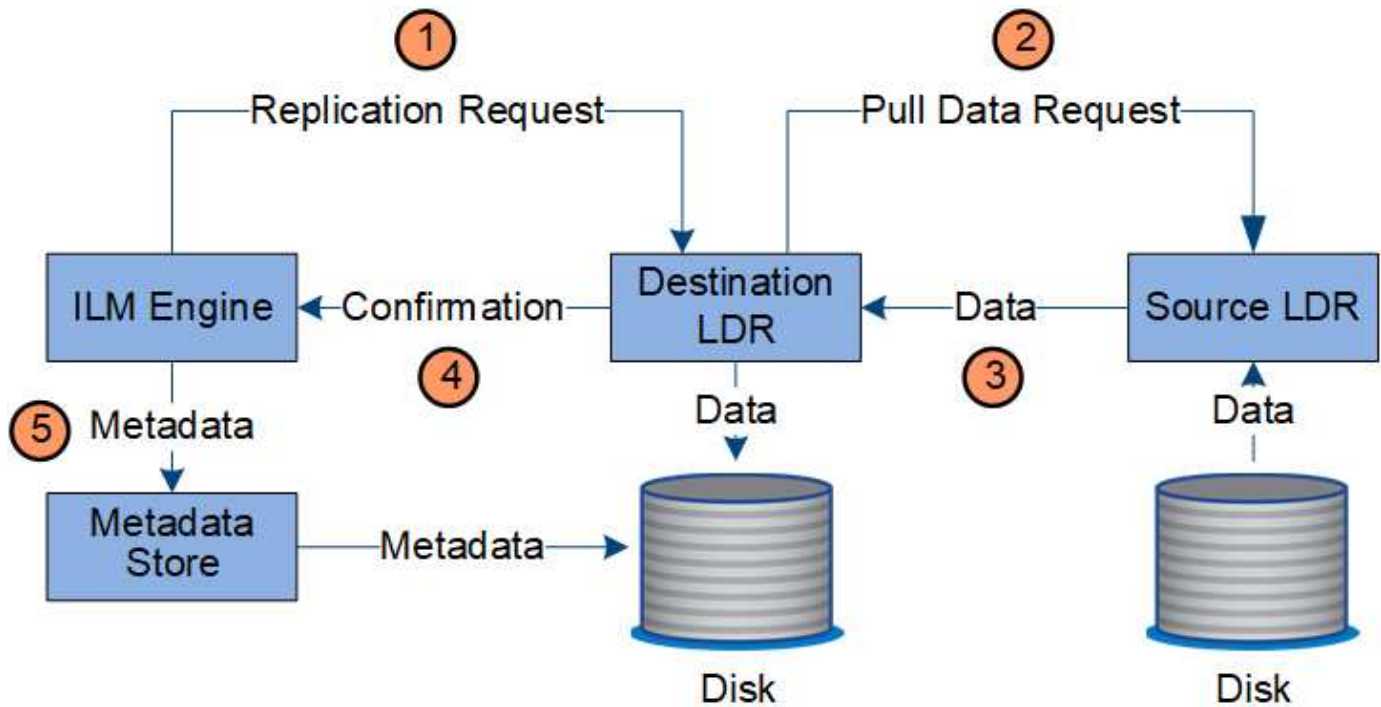 1
2
Replication Request
Pull Data Request
ILM Engine
Confirmation
Destination
LDR
Data
Source LDR
4
3
5
Metadata
Data
Data
Metadata
Store
Metadata
Disk
Disk